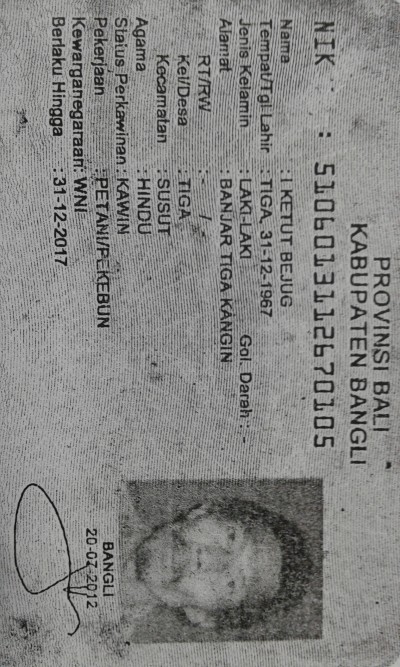 PROVINSI BALI
KABUPATEN BANGLI
NIK : 5106013112670105
Nama : I KETUT BEJUG
Tempat/Tgl Lahir : TIGA, 31-12-1967
Jenis Kelamin : LAKI-LAKI Gol. Darah : -
Alamat : BANJAR TIGA KANGIN
RT/RW : - / -
Kel/Desa : TIGA
Kecamatan : SUSUT
Agama : HINDU
Status Perkawinan : KAWIN
Pekerjaan : PETANI/PEKEBUN
Kewarganegaraan: WNI
Berlaku Hingga : 31-12-2017
BANGLI
20-07-2012